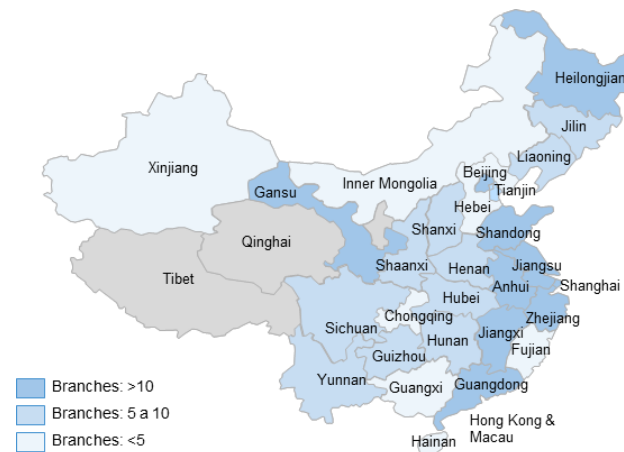 Heilongjian
Jilin
Liaoning
Xinjiang
Beijing
Inner Mongolia
Tianjin
Gansu
Hebei
Shanxi
Shandong
Qinghai
Shaanxi
Henan
Jiangsu
Tibet
Anhui
Shanghai
Hubei
Chongqing
Zhejiang
Sichuan
Hunan
Jiangxi
Fujian
Guizhou
Yunnan
Guangxi
Guangdong
Branches: >10
Branches: 5 a 10
Branches: <5
Hong Kong &
Macau
Hainan